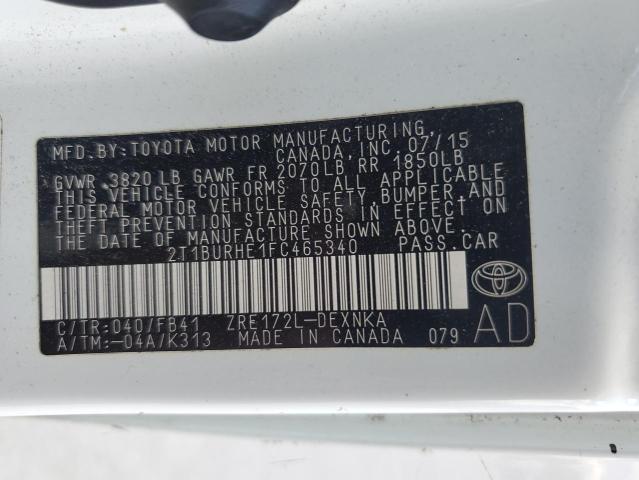 MFD.BY:TOYOTA MOTOR MANUFACTURING,
CANADA, INC. 07/15
GVWR 3820 LB GAWR FR 2070LB RR 1850LB
THIS VEHICLE CONFORMS TO ALL APPLICABLE
FEDERAL MOTOR VEHICLE SAFETY,BUMPER,AND
THEFT PREVENTION STANDARDS IN EFFECT ON
THE DATE OF MANUFACTURE SHOWN ABOVE.
2T1BURHE1FC465340 PASS.CAR
C/TR:040/FB41 ZRE172L-DEXNKA
A/TM:-04A/K313 MADE IN CANADA 079
AD